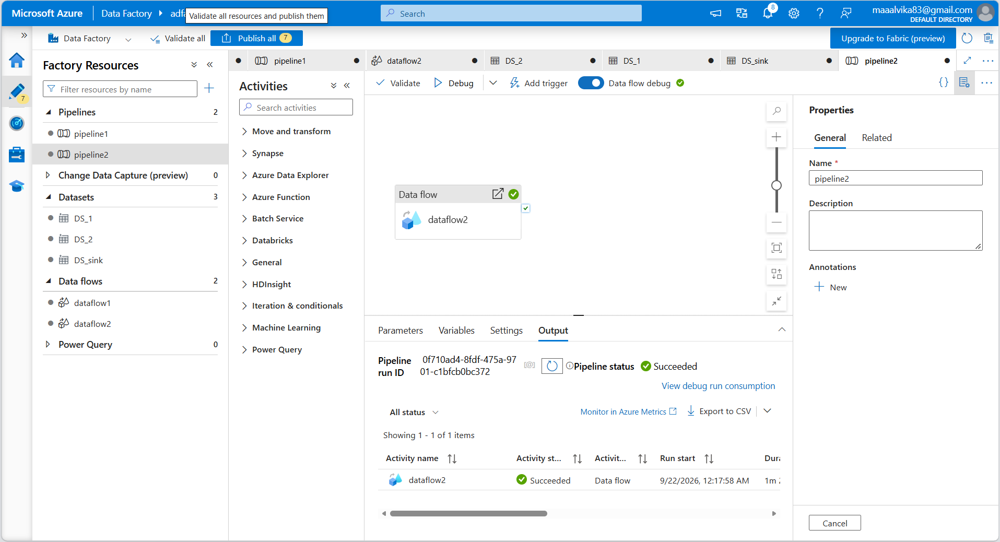 Microsoft Azure
Data Factory
adfa
Validate all resources and publish them
Search
8
maaalvika83@gmail.com
DEFAULT DIRECTORY
Data Factory
Validate all
Publish all 7
Upgrade to Fabric (preview)
7
Factory Resources
Filter resources by name
Pipelines 2
pipeline1
pipeline2
Change Data Capture (preview) 0
Datasets 3
DS_1
DS_2
DS_sink
Data flows 2
dataflow1
dataflow2
Power Query 0
pipeline1
dataflow2
DS_2
DS_1
DS_sink
pipeline2
Activities
Search activities
Move and transform
Synapse
Azure Data Explorer
Azure Function
Batch Service
Databricks
General
HDInsight
Iteration & conditionals
Machine Learning
Power Query
Validate
Debug
Add trigger
Data flow debug
{}
Data flow
dataflow2
Parameters
Variables
Settings
Output
Pipeline run ID
0f710ad4-8fdf-475a-97
01-c1bfcb0bc372
[@]
Pipeline status
Succeeded
View debug run consumption
All status
Monitor in Azure Metrics
Export to CSV
Showing 1 - 1 of 1 items
Activity name
Activity st...
Activit...
Run start
Dura
dataflow2
Succeeded
Data flow
9/22/2026, 12:17:58 AM
1m
Properties
General
Related
Name *
pipeline2
Description
Annotations
New
Cancel